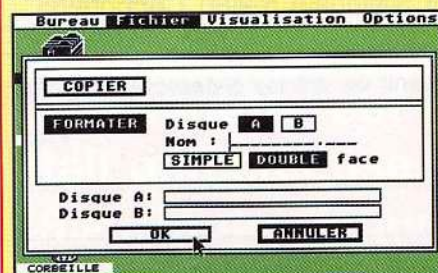 Bureau Fichier Visualisation Options
COPIER
FORMATER Disque A B
Nom : ________.___
SIMPLE DOUBLE face
Disque A:
Disque B:
OK ANNULER
CORBEILLE